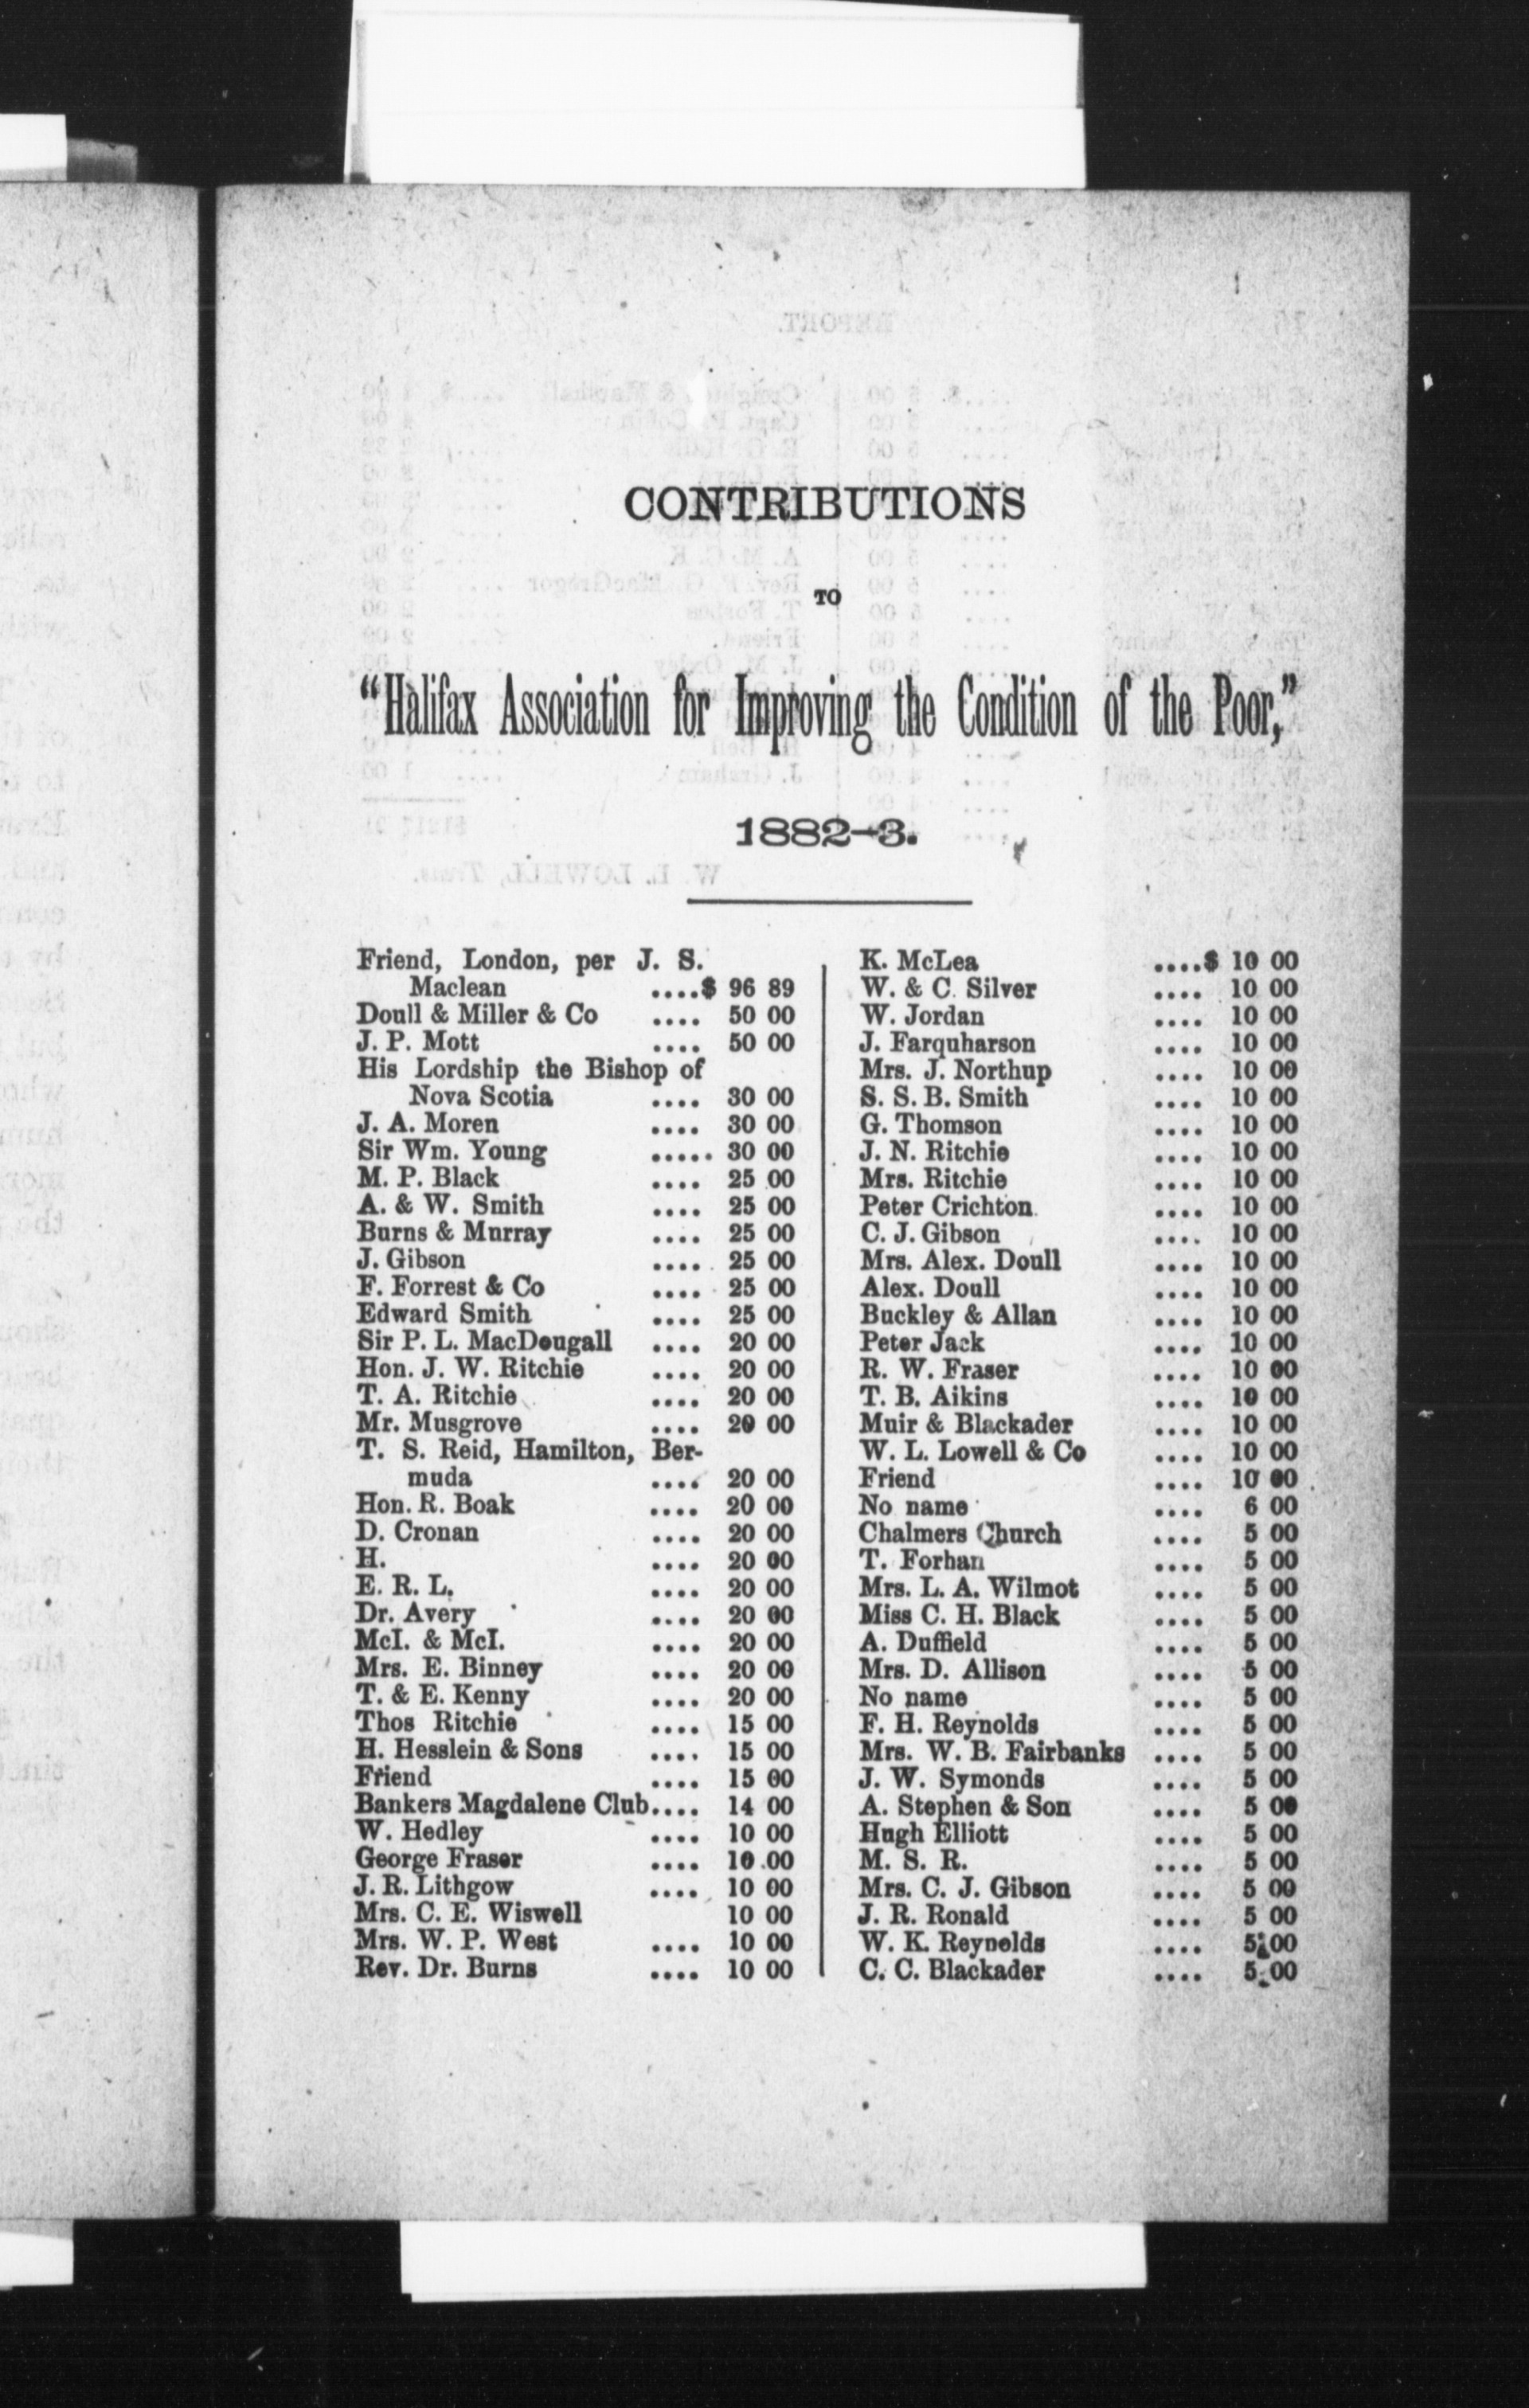 CONTRIBUTIONS
TO
"Halifax Association for Improving the Condition of the Poor,"
1882-3.
Friend, London, per J. S.
Maclean ....$ 96 89
Doull & Miller & Co .... 50 00
J. P. Mott .... 50 00
His Lordship the Bishop of
Nova Scotia .... 30 00
J. A. Moren .... 30 00
Sir Wm. Young ..... 30 00
M. P. Black .... 25 00
A. & W. Smith .... 25 00
Burns & Murray .... 25 00
J. Gibson .... 25 00
F. Forrest & Co .... 25 00
Edward Smith .... 25 00
Sir P. L. MacDougall .... 20 00
Hon. J. W. Ritchie .... 20 00
T. A. Ritchie .... 20 00
Mr. Musgrove .... 20 00
T. S. Reid, Hamilton, Ber-
muda .... 20 00
Hon. R. Boak .... 20 00
D. Cronan .... 20 00
H. .... 20 00
E. R. L. .... 20 00
Dr. Avery .... 20 00
McI. & McI. .... 20 00
Mrs. E. Binney .... 20 00
T. & E. Kenny .... 20 00
Thos Ritchie .... 15 00
H. Hesslein & Sons .... 15 00
Friend .... 15 00
Bankers Magdalene Club.... 14 00
W. Hedley .... 10 00
George Fraser .... 10 00
J. R. Lithgow .... 10 00
Mrs. C. E. Wiswell 10 00
Mrs. W. P. West .... 10 00
Rev. Dr. Burns .... 10 00
K. McLea ....$ 10 00
W. & C. Silver .... 10 00
W. Jordan .... 10 00
J. Farquharson .... 10 00
Mrs. J. Northup .... 10 00
S. S. B. Smith .... 10 00
G. Thomson .... 10 00
J. N. Ritchie .... 10 00
Mrs. Ritchie .... 10 00
Peter Crichton .... 10 00
C. J. Gibson .... 10 00
Mrs. Alex. Doull .... 10 00
Alex. Doull .... 10 00
Buckley & Allan .... 10 00
Peter Jack .... 10 00
R. W. Fraser .... 10 00
T. B. Aikins .... 10 00
Muir & Blackader .... 10 00
W. L. Lowell & Co .... 10 00
Friend .... 10 00
No name .... 6 00
Chalmers Church .... 5 00
T. Forhan .... 5 00
Mrs. L. A. Wilmot .... 5 00
Miss C. H. Black .... 5 00
A. Duffield .... 5 00
Mrs. D. Allison .... 5 00
No name .... 5 00
F. H. Reynolds .... 5 00
Mrs. W. B. Fairbanks .... 5 00
J. W. Symonds .... 5 00
A. Stephen & Son .... 5 00
Hugh Elliott .... 5 00
M. S. R. .... 5 00
Mrs. C. J. Gibson .... 5 00
J. R. Ronald .... 5 00
W. K. Reynolds .... 5 00
C. C. Blackader .... 5 00